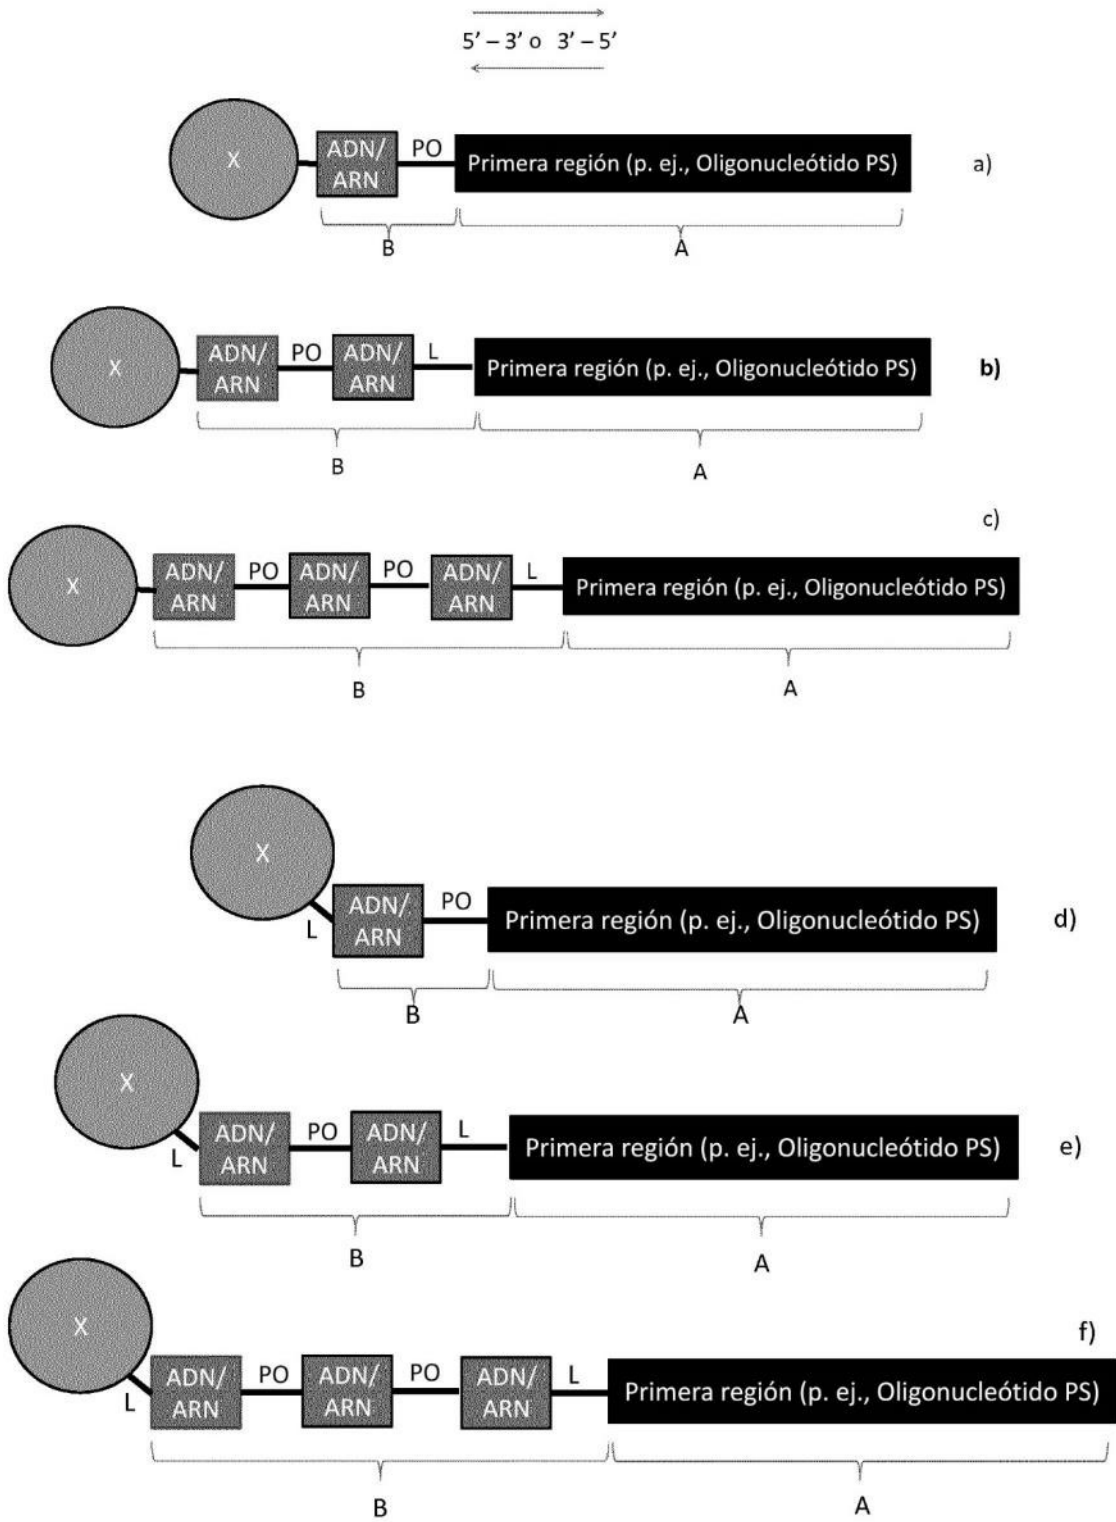 5' – 3' o 3' – 5'
X
ADN/
ARN
PO
Primera región (p. ej., Oligonucleótido PS)
a)
B
A
X
ADN/
ARN
PO
ADN/
ARN
L
Primera región (p. ej., Oligonucleótido PS)
b)
B
A
c)
X
ADN/
ARN
PO
ADN/
ARN
PO
ADN/
ARN
L
Primera región (p. ej., Oligonucleótido PS)
B
A
X
L
ADN/
ARN
PO
Primera región (p. ej., Oligonucleótido PS)
d)
B
A
X
L
ADN/
ARN
PO
ADN/
ARN
L
Primera región (p. ej., Oligonucleótido PS)
e)
B
A
f)
X
L
ADN/
ARN
PO
ADN/
ARN
PO
ADN/
ARN
L
Primera región (p. ej., Oligonucleótido PS)
B
A